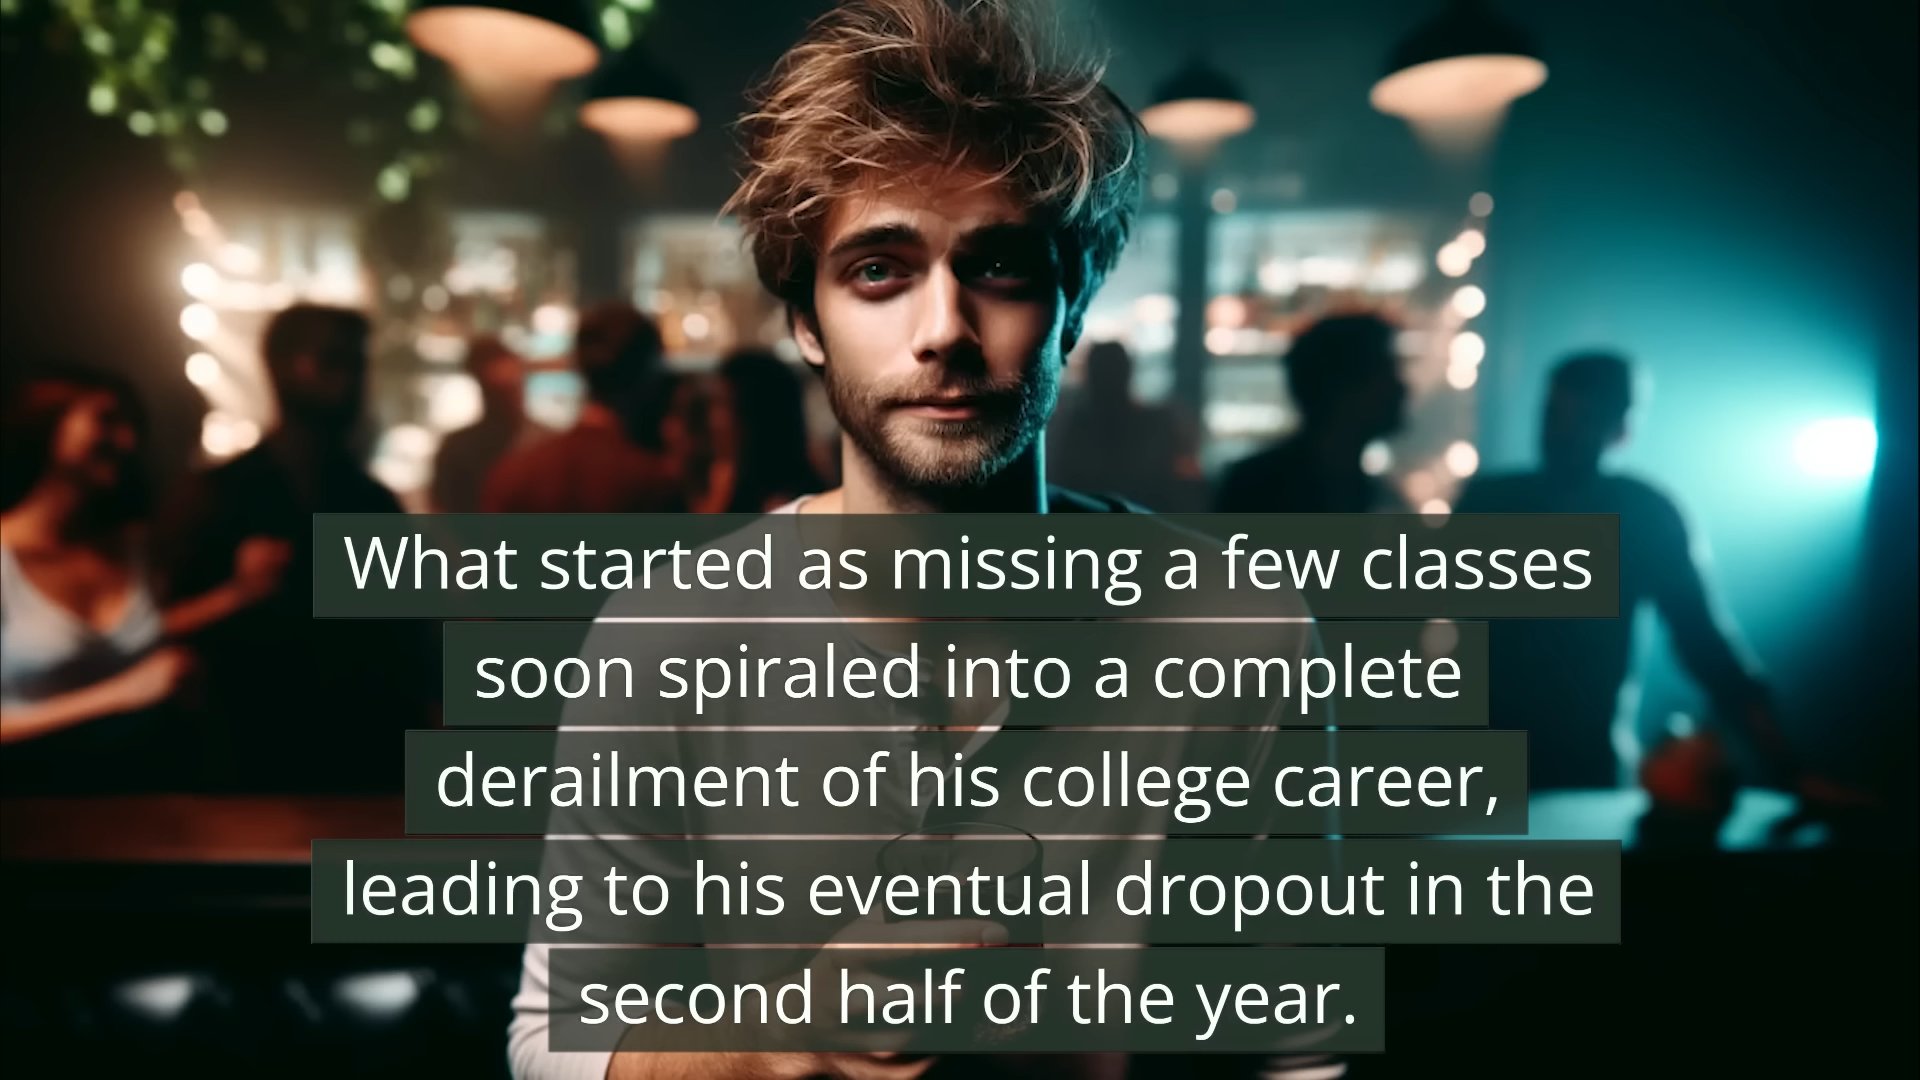 What started as missing a few classes
soon spiraled into a complete
derailment of his college career,
leading to his eventual dropout in the
second half of the year.